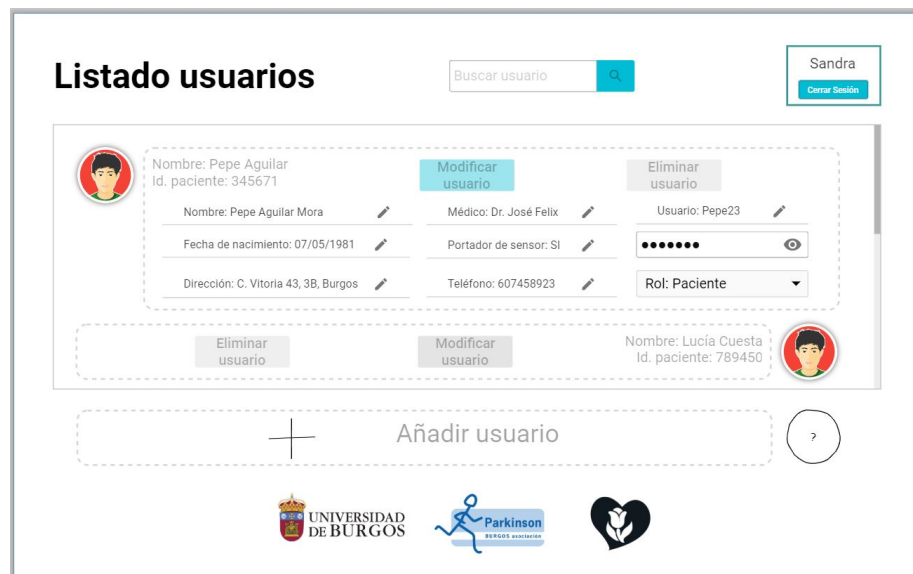 Listado usuarios
Buscar usuario
Sandra
Cerrar Sesión
Nombre: Pepe Aguilar
Id. paciente: 345671
Modificar
usuario
Eliminar
usuario
Nombre: Pepe Aguilar Mora
Médico: Dr. José Felix
Usuario: Pepe23
Fecha de nacimiento: 07/05/1981
Portador de sensor: SI
●●●●●●●
Dirección: C. Vitoria 43, 3B, Burgos
Teléfono: 607458923
Rol: Paciente
Eliminar
usuario
Modificar
usuario
Nombre: Lucía Cuesta
Id. paciente: 789450
Añadir usuario
?
UNIVERSIDAD
DE BURGOS
Parkinson
BURGOS asociación